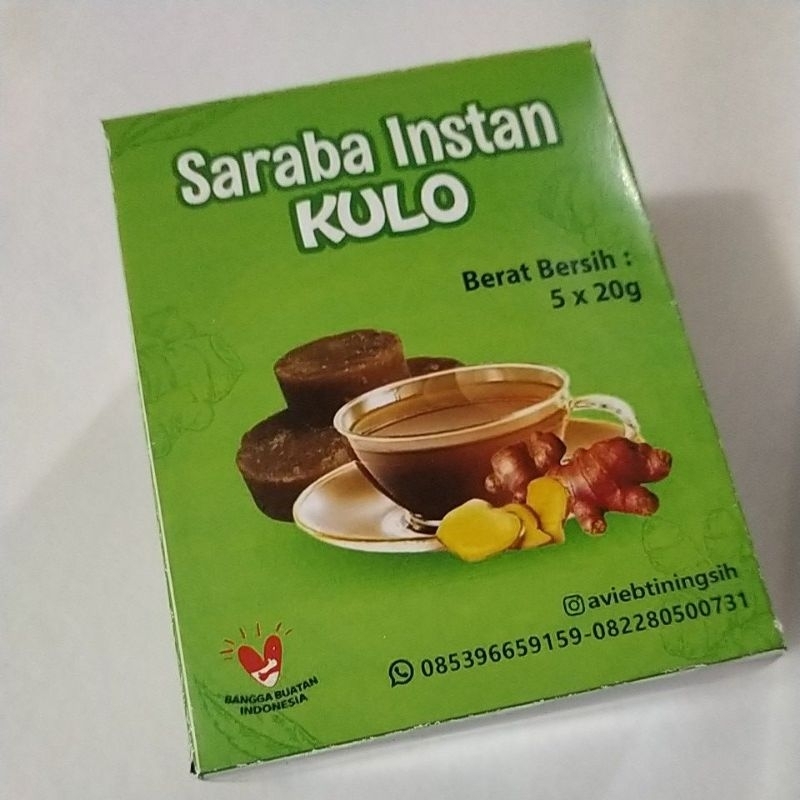 Saraba Instan
KULO
Berat Bersih :
5 x 20g
aviebtiningsih
085396659159-082280500731
BANGGA BUATAN
INDONESIA